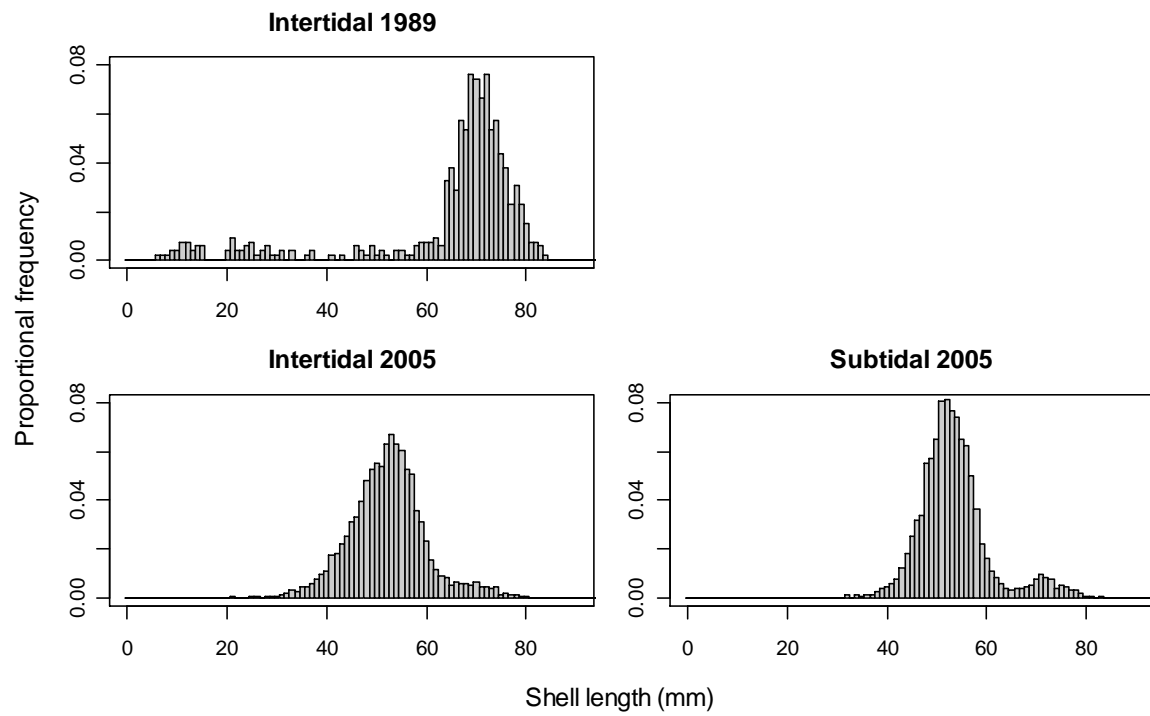 Intertidal 1989
0.08
0.04
0.00
0 20 40 60 80
Proportional frequency
Intertidal 2005
0.08
0.04
0.00
0 20 40 60 80
Subtidal 2005
0.08
0.04
0.00
0 20 40 60 80
Shell length (mm)